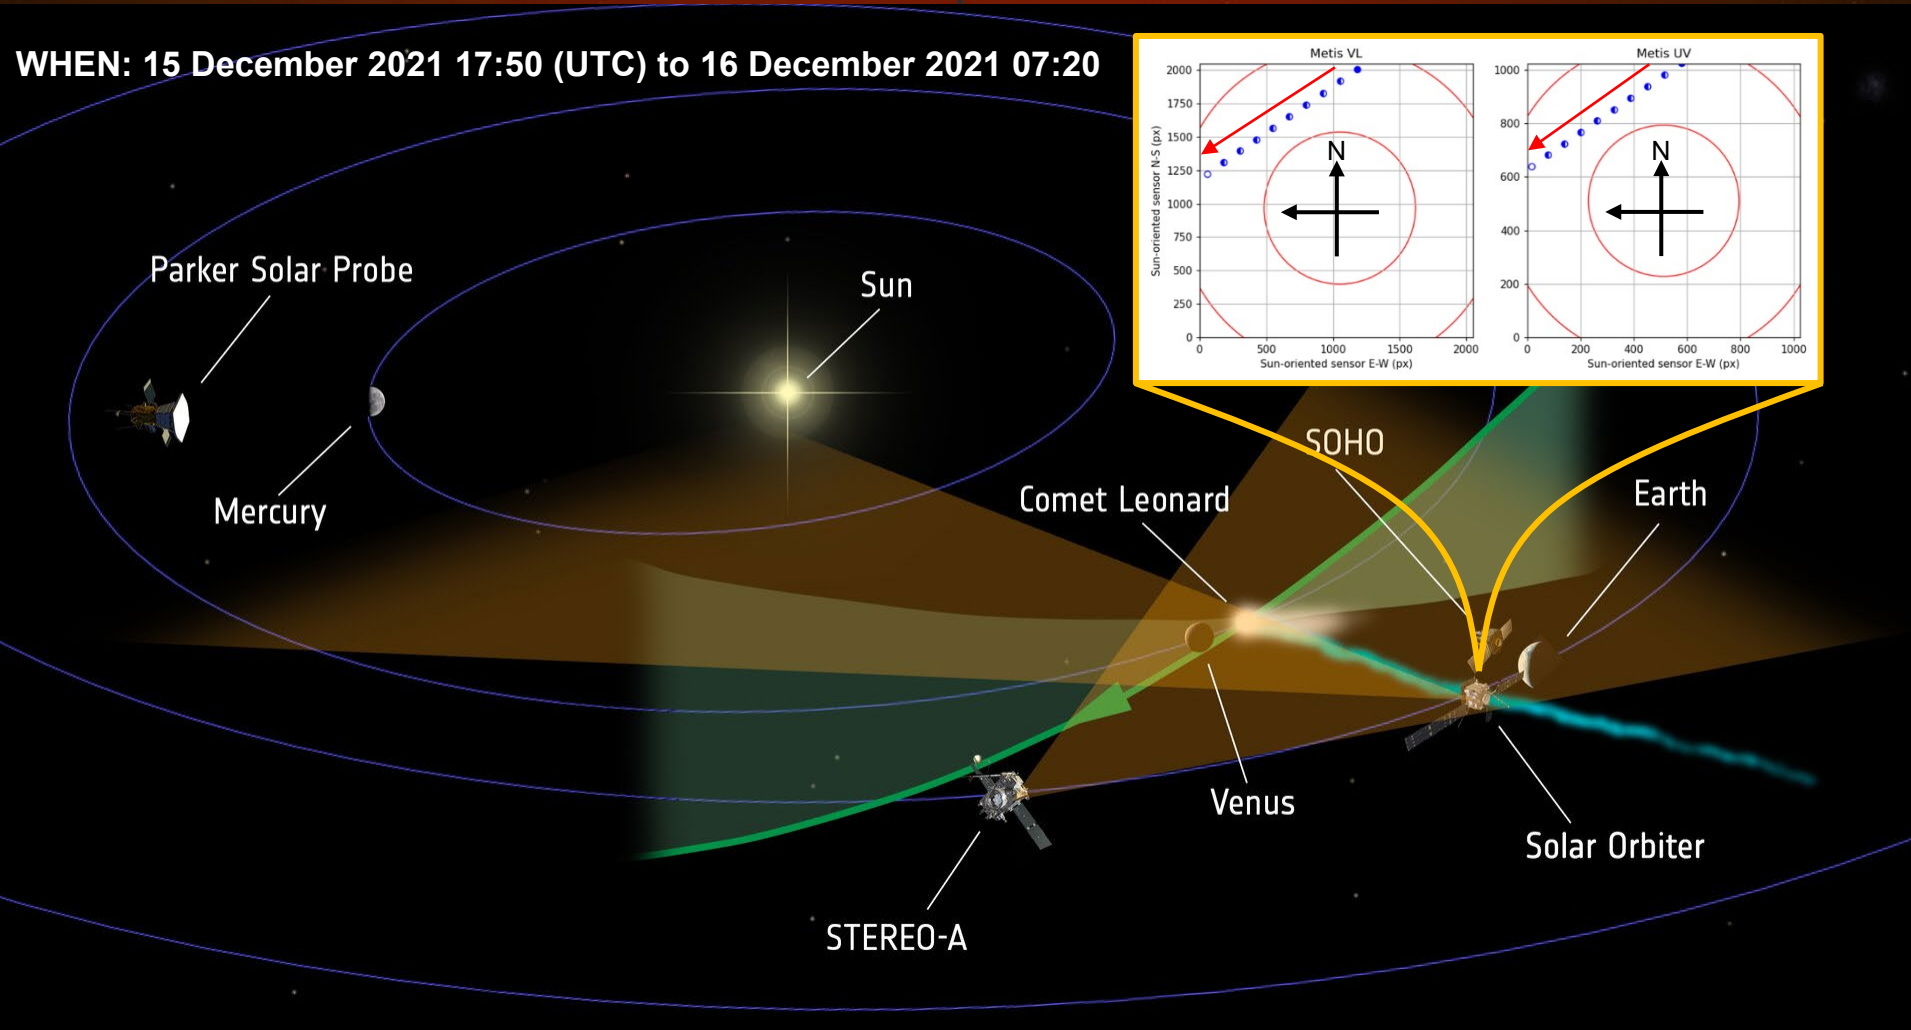 WHEN: 15 December 2021 17:50 (UTC) to 16 December 2021 07:20
Metis VL
2000
1750
1500
1250
1000
750
500
250
0
Sun-oriented sensor N-S (px)
N
0 500 1000 1500 2000
Sun-oriented sensor E-W (px)
Metis UV
1000
800
600
400
200
0
N
0 200 400 600 800 1000
Sun-oriented sensor E-W (px)
Parker Solar Probe
Sun
Mercury
SOHO
Comet Leonard
Earth
Venus
Solar Orbiter
STEREO-A